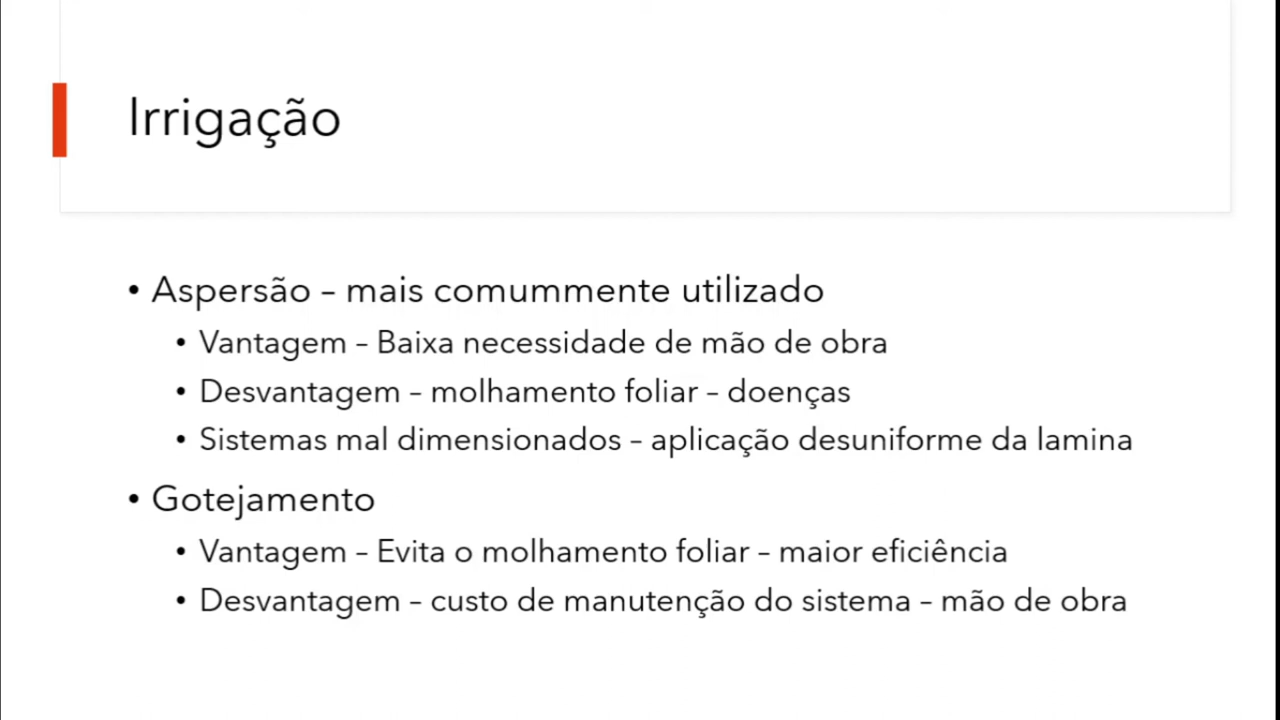 Irrigação
• Aspersão – mais comummente utilizado
• Vantagem – Baixa necessidade de mão de obra
• Desvantagem – molhamento foliar – doenças
• Sistemas mal dimensionados – aplicação desuniforme da lamina
• Gotejamento
• Vantagem – Evita o molhamento foliar – maior eficiência
• Desvantagem – custo de manutenção do sistema – mão de obra